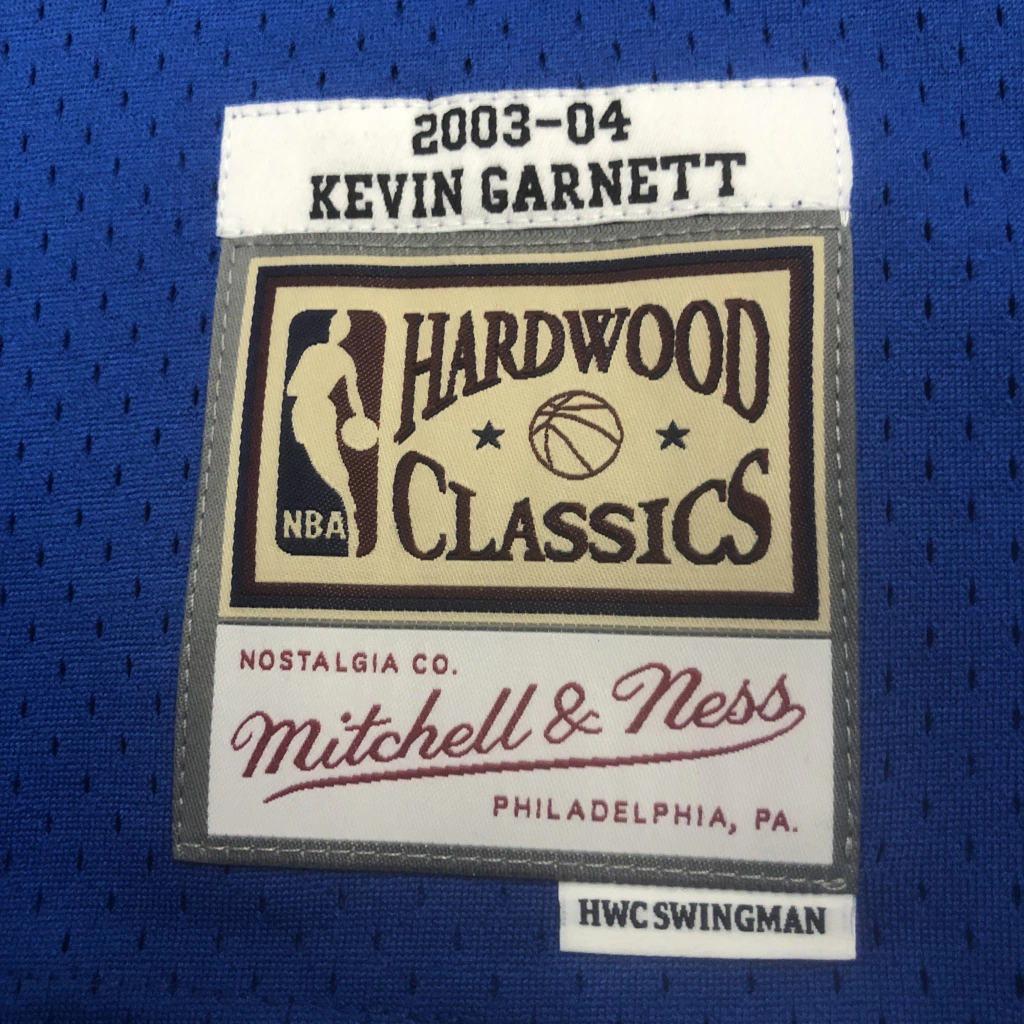 2003-04
KEVIN GARNETT
HARDWOOD
CLASSICS
NBA
NOSTALGIA CO.
Mitchell & Ness
PHILADELPHIA, PA.
HWC SWINGMAN